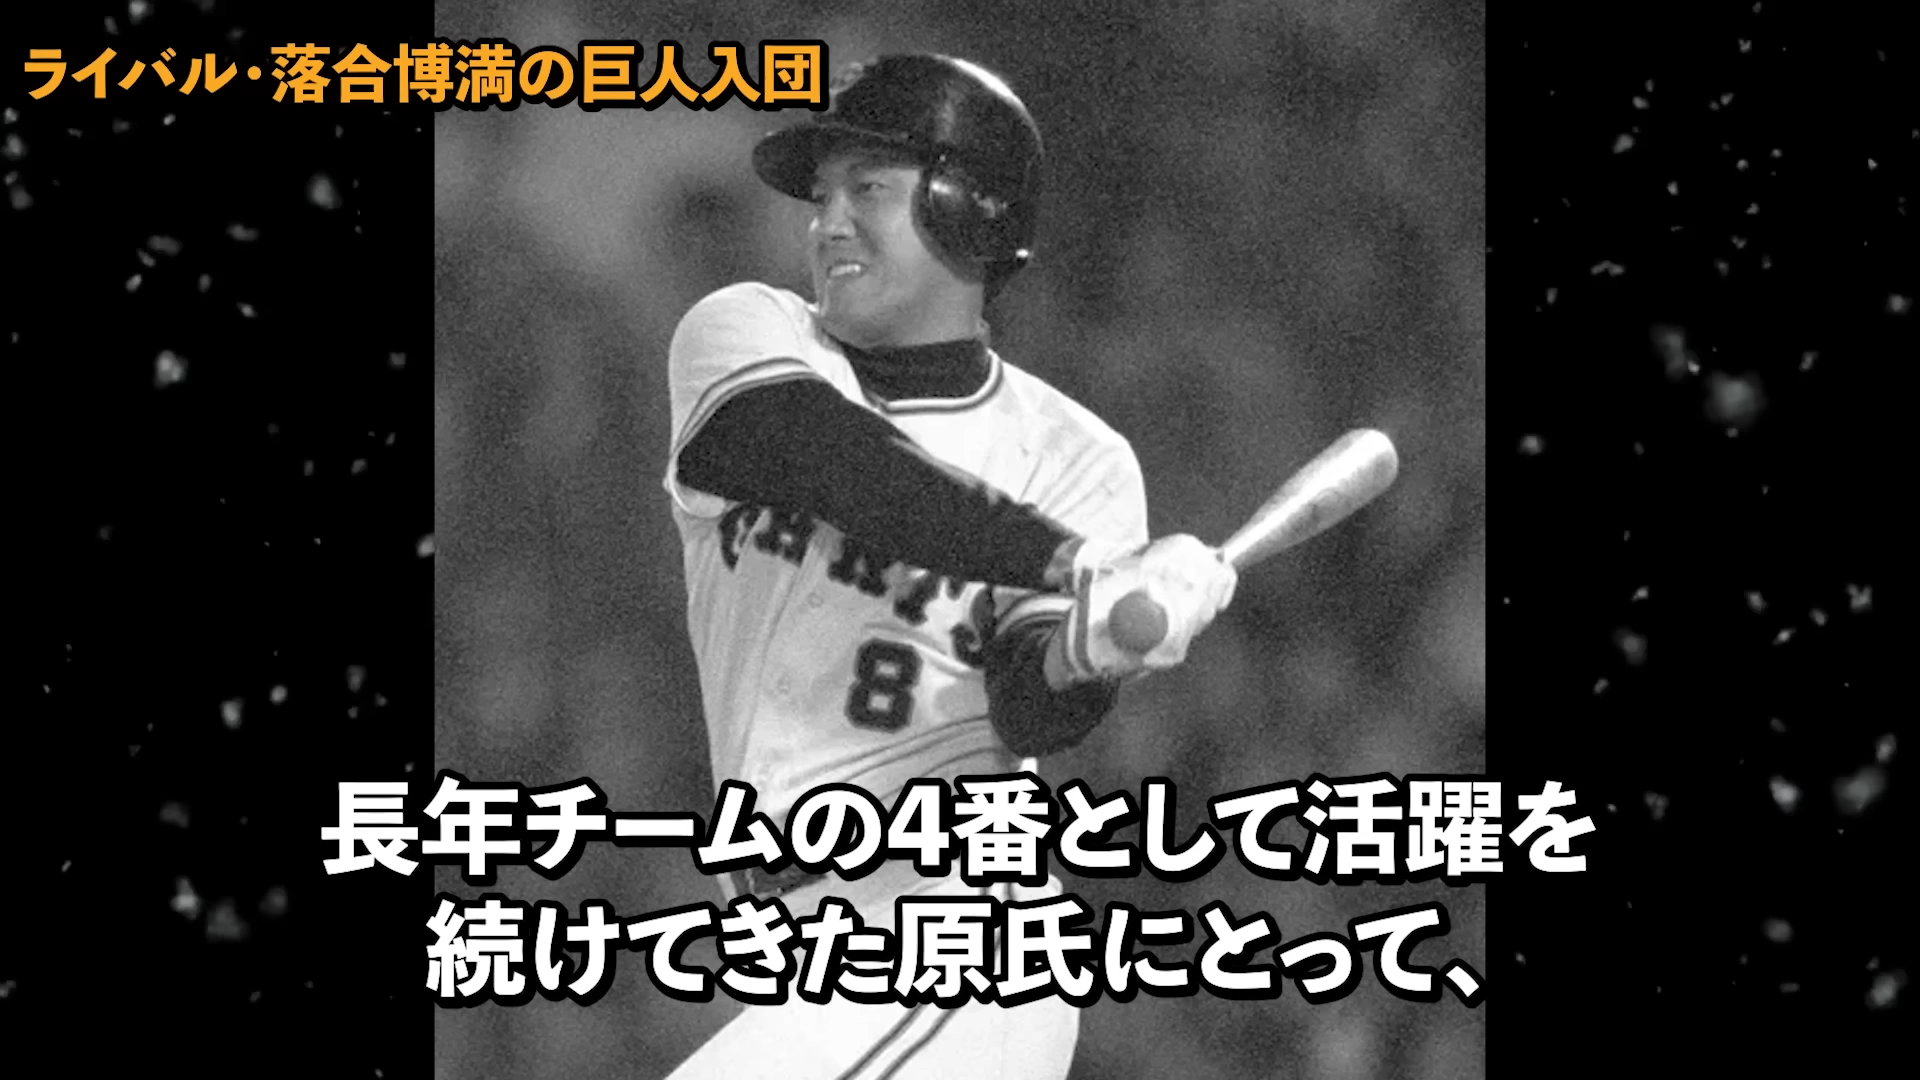 ライバル・落合博満の巨人入団
GIANTS
8
長年チームの4番として活躍を
続けてきた原氏にとって、